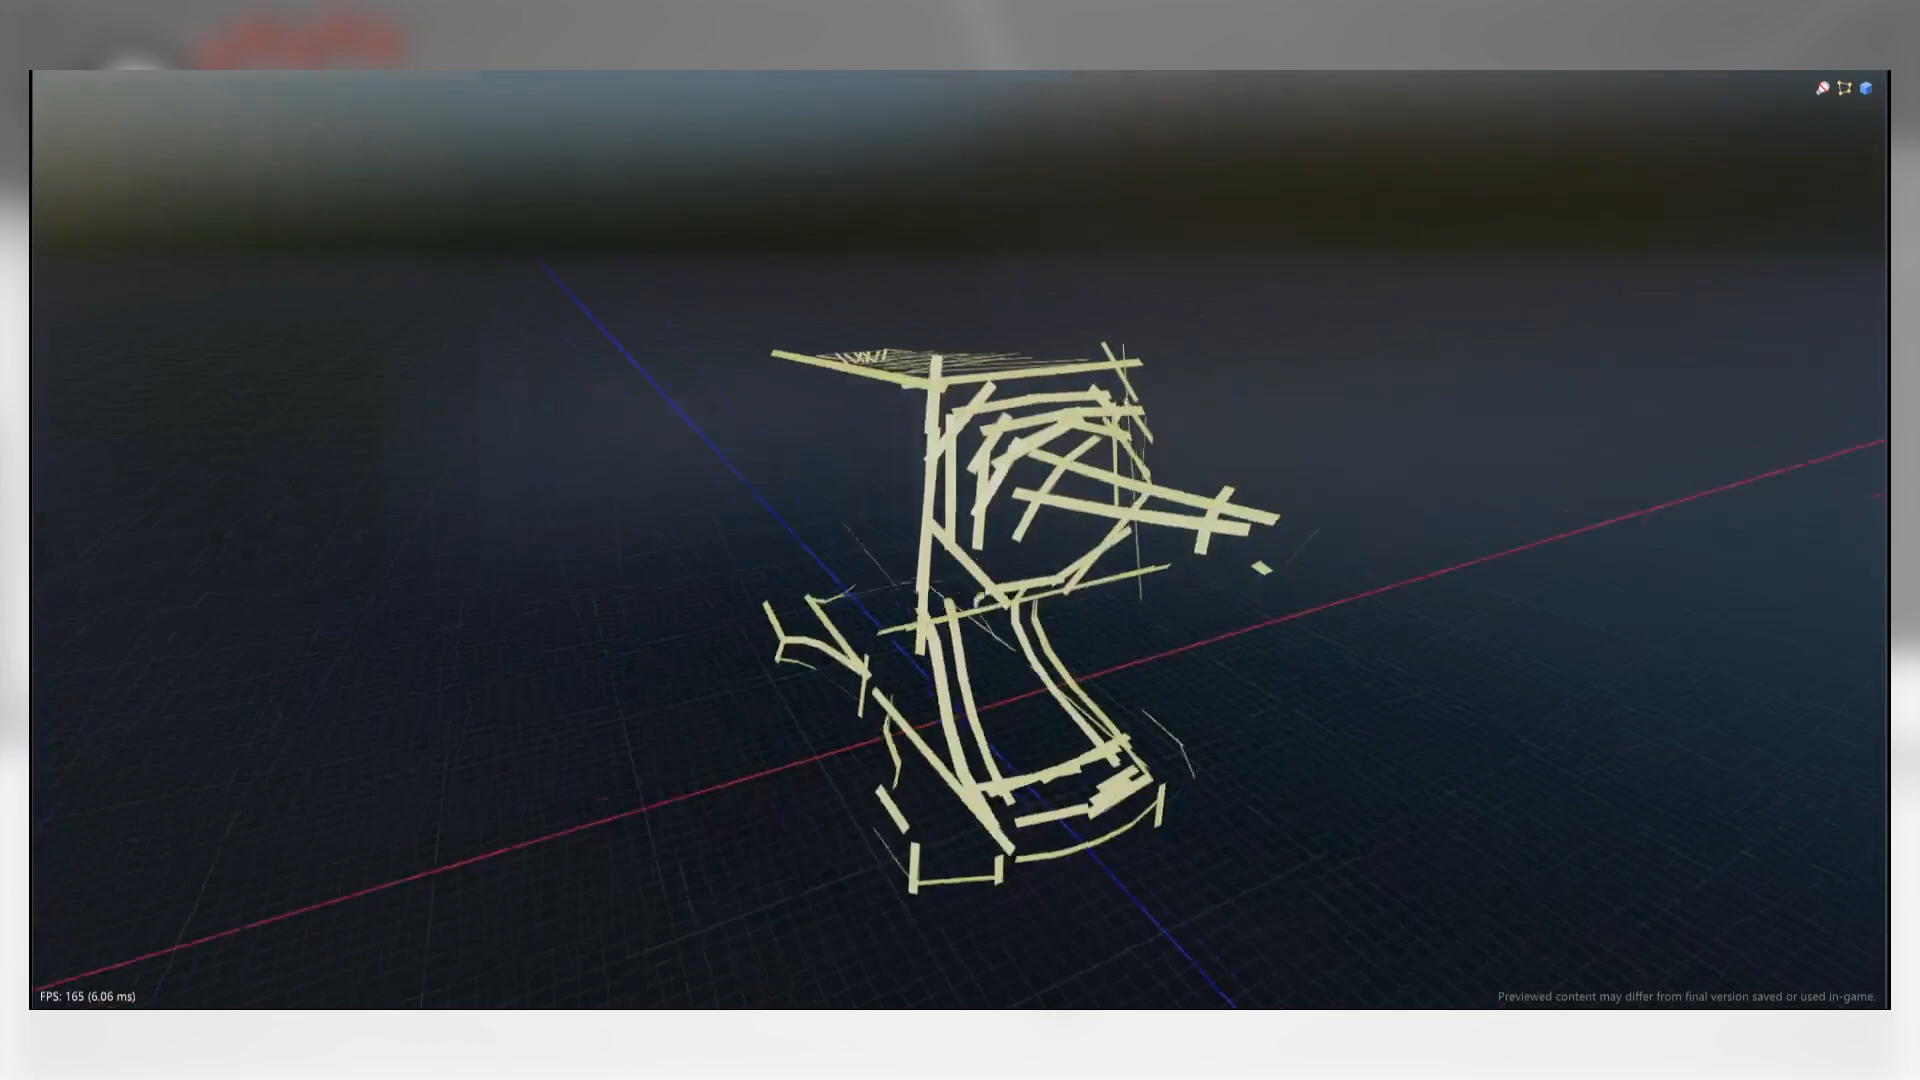 FPS: 165 (6.06 ms)
Previewed content may differ from final version saved or used in-game.